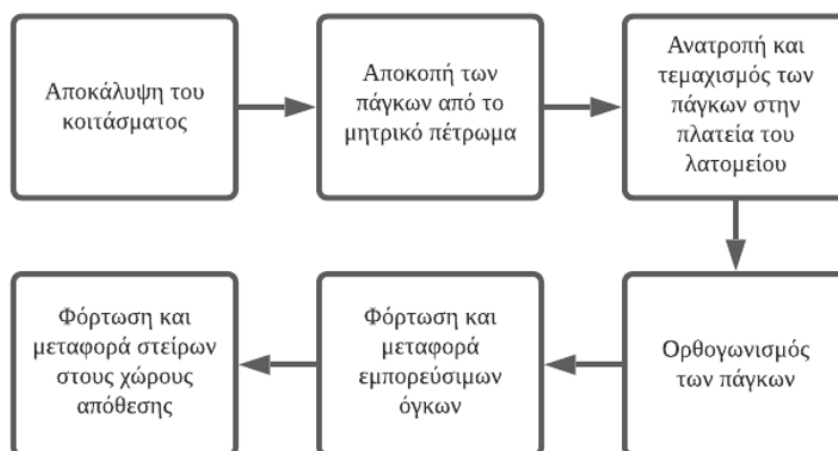 Αποκάλυψη του
κοιτάσματος
Αποκοπή των
πάγκων από το
μητρικό πέτρωμα
Ανατροπή και
τεμαχισμός των
πάγκων στην
πλατεία του
λατομείου
Ορθογωνισμός
των πάγκων
Φόρτωση και
μεταφορά
εμπορεύσιμων
όγκων
Φόρτωση και
μεταφορά στείρων
στους χώρους
απόθεσης